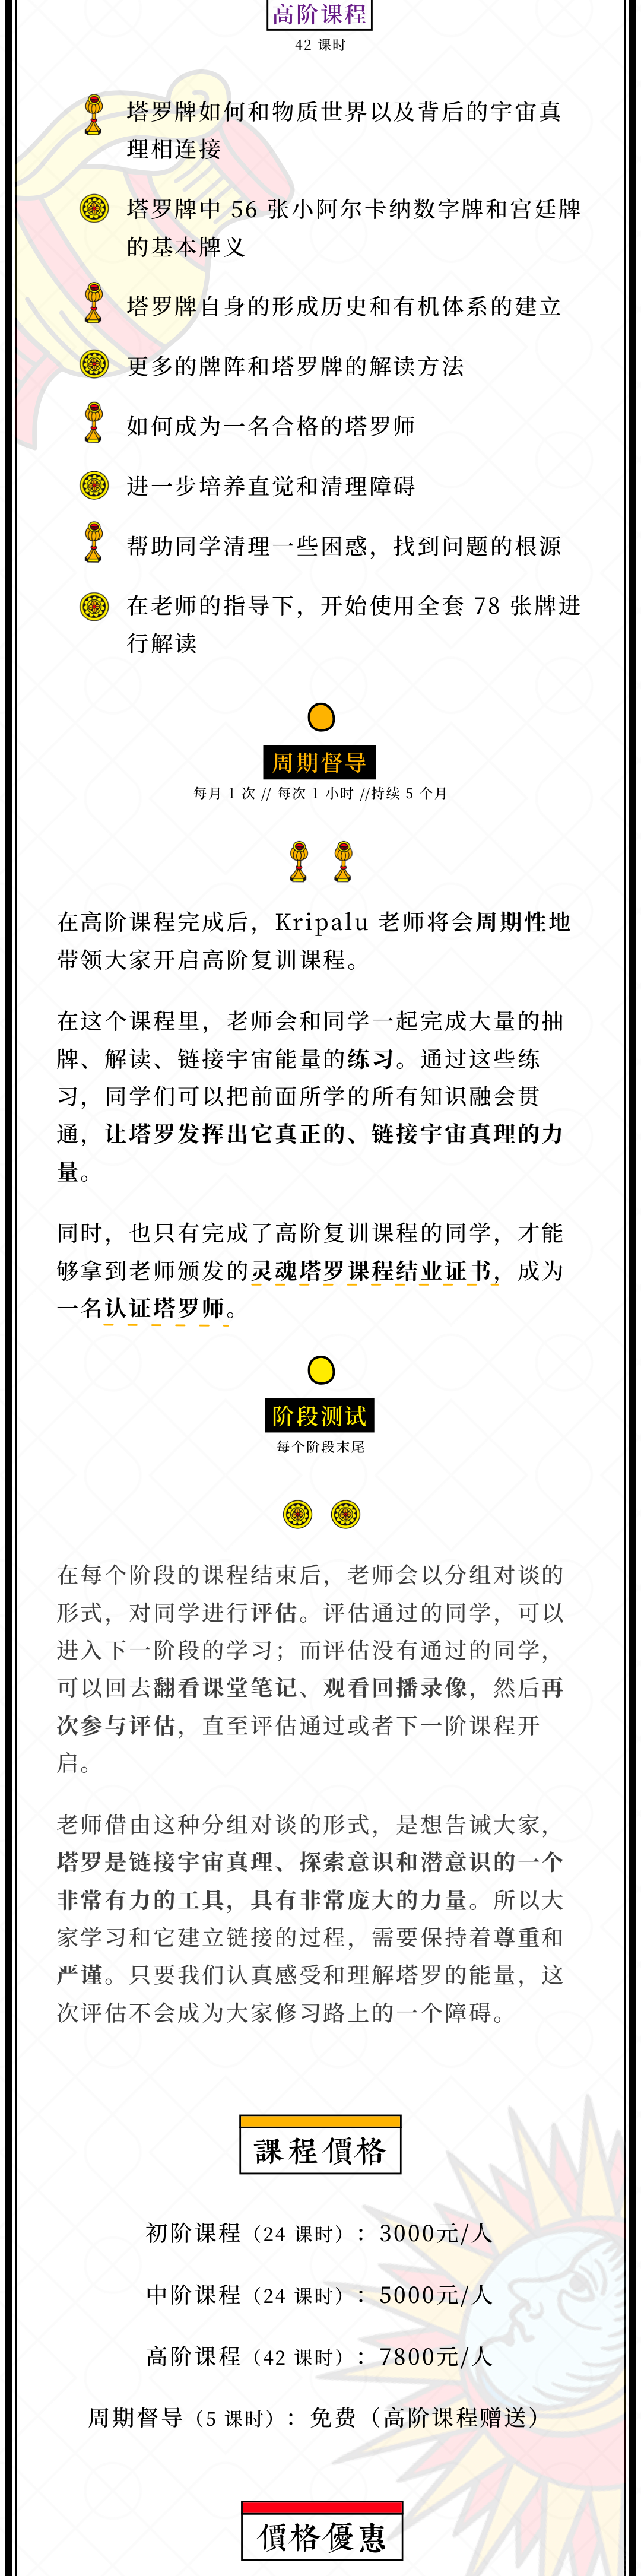 高阶课程
42 课时
塔罗牌如何和物质世界以及背后的宇宙真
理相连接
塔罗牌中 56 张小阿尔卡纳数字牌和宫廷牌
的基本牌义
塔罗牌自身的形成历史和有机体系的建立
更多的牌阵和塔罗牌的解读方法
如何成为一名合格的塔罗师
进一步培养直觉和清理障碍
帮助同学清理一些困惑，找到问题的根源
在老师的指导下，开始使用全套 78 张牌进
行解读
周期督导
每月 1 次 // 每次 1 小时 //持续 5 个月
在高阶课程完成后，Kripalu 老师将会周期性地
带领大家开启高阶复训课程。
在这个课程里，老师会和同学一起完成大量的抽
牌、解读、链接宇宙能量的练习。通过这些练
习，同学们可以把前面所学的所有知识融会贯
通，让塔罗发挥出它真正的、链接宇宙真理的力
量。
同时，也只有完成了高阶复训课程的同学，才能
够拿到老师颁发的灵魂塔罗课程结业证书，成为
一名认证塔罗师。
阶段测试
每个阶段末尾
在每个阶段的课程结束后，老师会以分组对谈的
形式，对同学进行评估。评估通过的同学，可以
进入下一阶段的学习；而评估没有通过的同学，
可以回去翻看课堂笔记、观看回播录像，然后再
次参与评估，直至评估通过或者下一阶课程开
启。
老师借由这种分组对谈的形式，是想告诫大家，
塔罗是链接宇宙真理、探索意识和潜意识的一个
非常有力的工具，具有非常庞大的力量。所以大
家学习和它建立链接的过程，需要保持着尊重和
严谨。只要我们认真感受和理解塔罗的能量，这
次评估不会成为大家修习路上的一个障碍。
課程價格
初阶课程（24 课时）：3000元/人
中阶课程（24 课时）：5000元/人
高阶课程（42 课时）：7800元/人
周期督导（5 课时）：免费（高阶课程赠送）
價格優惠